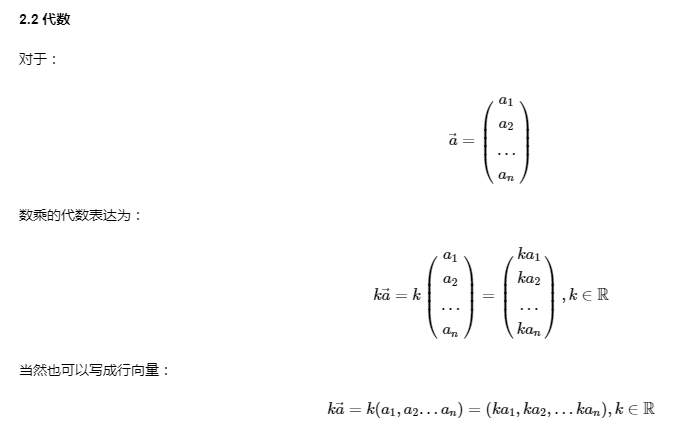 2.2 代数
对于：
$$\vec{a} = \begin{pmatrix} a_1 \\ a_2 \\ \dots \\ a_n \end{pmatrix}$$
数乘的代数表达为：
$$k\vec{a} = k\begin{pmatrix} a_1 \\ a_2 \\ \dots \\ a_n \end{pmatrix} = \begin{pmatrix} ka_1 \\ ka_2 \\ \dots \\ ka_n \end{pmatrix}, k \in \mathbb{R}$$
当然也可以写成行向量：
$$k\vec{a} = k(a_1, a_2 \dots a_n) = (ka_1, ka_2, \dots ka_n), k \in \mathbb{R}$$